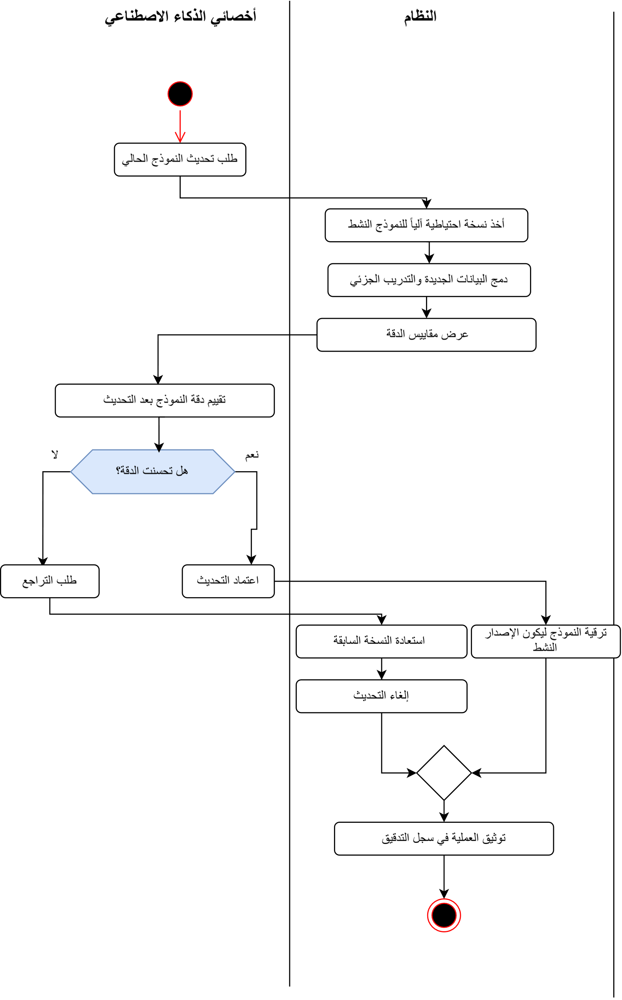 أخصائي الذكاء الاصطناعي
النظام
طلب تحديث النموذج الحالي
أخذ نسخة احتياطية آلياً للنموذج النشط
دمج البيانات الجديدة والتدريب الجزئي
عرض مقاييس الدقة
تقييم دقة النموذج بعد التحديث
نعم
لا
هل تحسنت الدقة؟
اعتماد التحديث
طلب التراجع
ترقية النموذج ليكون الإصدار
النشط
استعادة النسخة السابقة
إلغاء التحديث
توثيق العملية في سجل التدقيق